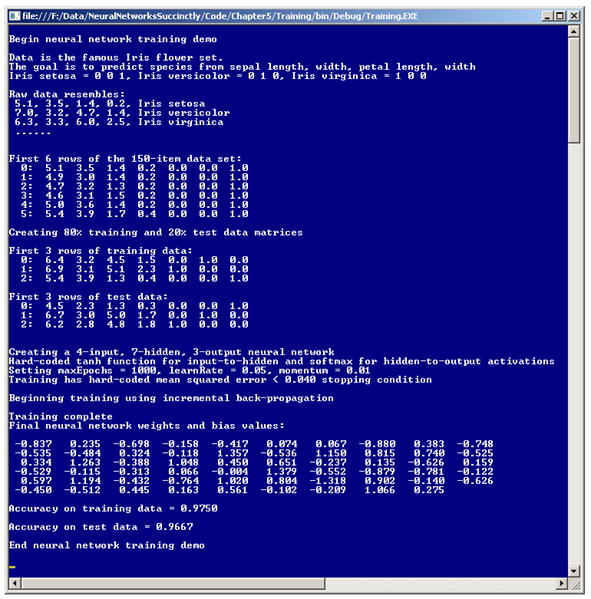 file:///F:/Data/NeuralNetworksSuccinctly/Code/Chapter5/Training/bin/Debug/Training.EXE
Begin neural network training demo
Data is the famous Iris flower set.
The goal is to predict species from sepal length, width, petal length, width
Iris setosa = 0 0 1, Iris versicolor = 0 1 0, Iris virginica = 1 0 0
Raw data resembles:
5.1, 3.5, 1.4, 0.2, Iris setosa
7.0, 3.2, 4.7, 1.4, Iris versicolor
6.3, 3.3, 6.0, 2.5, Iris virginica
......
First 6 rows of the 150-item data set:
0: 5.1 3.5 1.4 0.2 0.0 0.0 1.0
1: 4.9 3.0 1.4 0.2 0.0 0.0 1.0
2: 4.7 3.2 1.3 0.2 0.0 0.0 1.0
3: 4.6 3.1 1.5 0.2 0.0 0.0 1.0
4: 5.0 3.6 1.4 0.2 0.0 0.0 1.0
5: 5.4 3.9 1.7 0.4 0.0 0.0 1.0
Creating 80% training and 20% test data matrices
First 3 rows of training data:
0: 6.4 3.2 4.5 1.5 0.0 1.0 0.0
1: 6.9 3.1 5.1 2.3 1.0 0.0 0.0
2: 5.4 3.9 1.3 0.4 0.0 0.0 1.0
First 3 rows of test data:
0: 4.5 2.3 1.3 0.3 0.0 0.0 1.0
1: 6.7 3.0 5.0 1.7 0.0 1.0 0.0
2: 6.2 2.8 4.8 1.8 1.0 0.0 0.0
Creating a 4-input, 7-hidden, 3-output neural network
Hard-coded tanh function for input-to-hidden and softmax for hidden-to-output activations
Setting maxEpochs = 1000, learnRate = 0.05, momentum = 0.01
Training has hard-coded mean squared error < 0.040 stopping condition
Beginning training using incremental back-propagation
Training complete
Final neural network weights and bias values:
-0.837 0.235 -0.698 -0.158 -0.417 0.074 0.067 -0.880 0.383 -0.748
-0.535 -0.484 0.324 -0.118 1.357 -0.536 1.150 0.815 0.740 -0.525
0.334 1.263 -0.388 1.048 0.450 0.651 -0.237 0.135 -0.626 0.159
-0.529 -0.115 -0.313 0.066 -0.004 1.379 -0.552 -0.879 -0.781 -0.122
0.597 1.194 -0.432 -0.764 1.020 0.804 -1.318 0.902 -0.140 -0.626
-0.450 -0.512 0.445 0.163 0.561 -0.102 -0.209 1.066 0.275
Accuracy on training data = 0.9750
Accuracy on test data = 0.9667
End neural network training demo